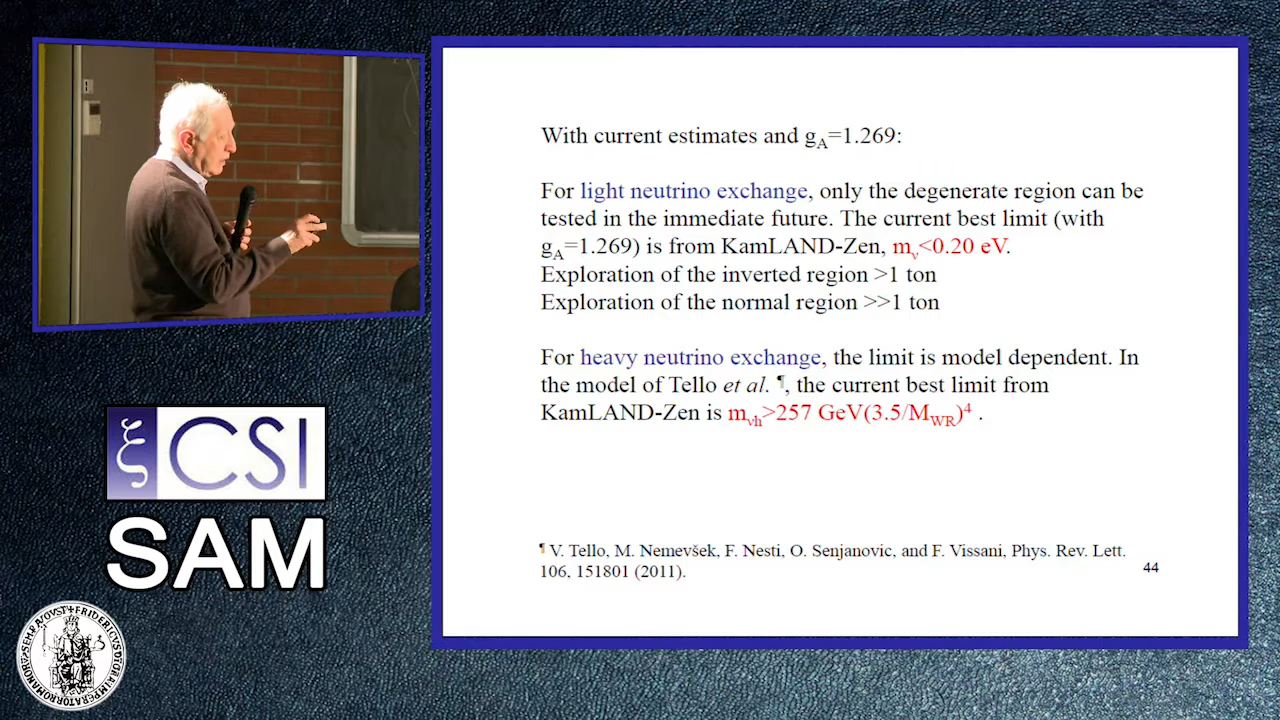 With current estimates and gA=1.269:
For light neutrino exchange, only the degenerate region can be
tested in the immediate future. The current best limit (with
gA=1.269) is from KamLAND-Zen, mν<0.20 eV.
Exploration of the inverted region >1 ton
Exploration of the normal region >>1 ton
For heavy neutrino exchange, the limit is model dependent. In
the model of Tello et al. ¶, the current best limit from
KamLAND-Zen is mνh>257 GeV(3.5/MWR)⁴ .
¶ V. Tello, M. Nemevšek, F. Nesti, O. Senjanovic, and F. Vissani, Phys. Rev. Lett.
106, 151801 (2011).
44
ξCSI
SAM